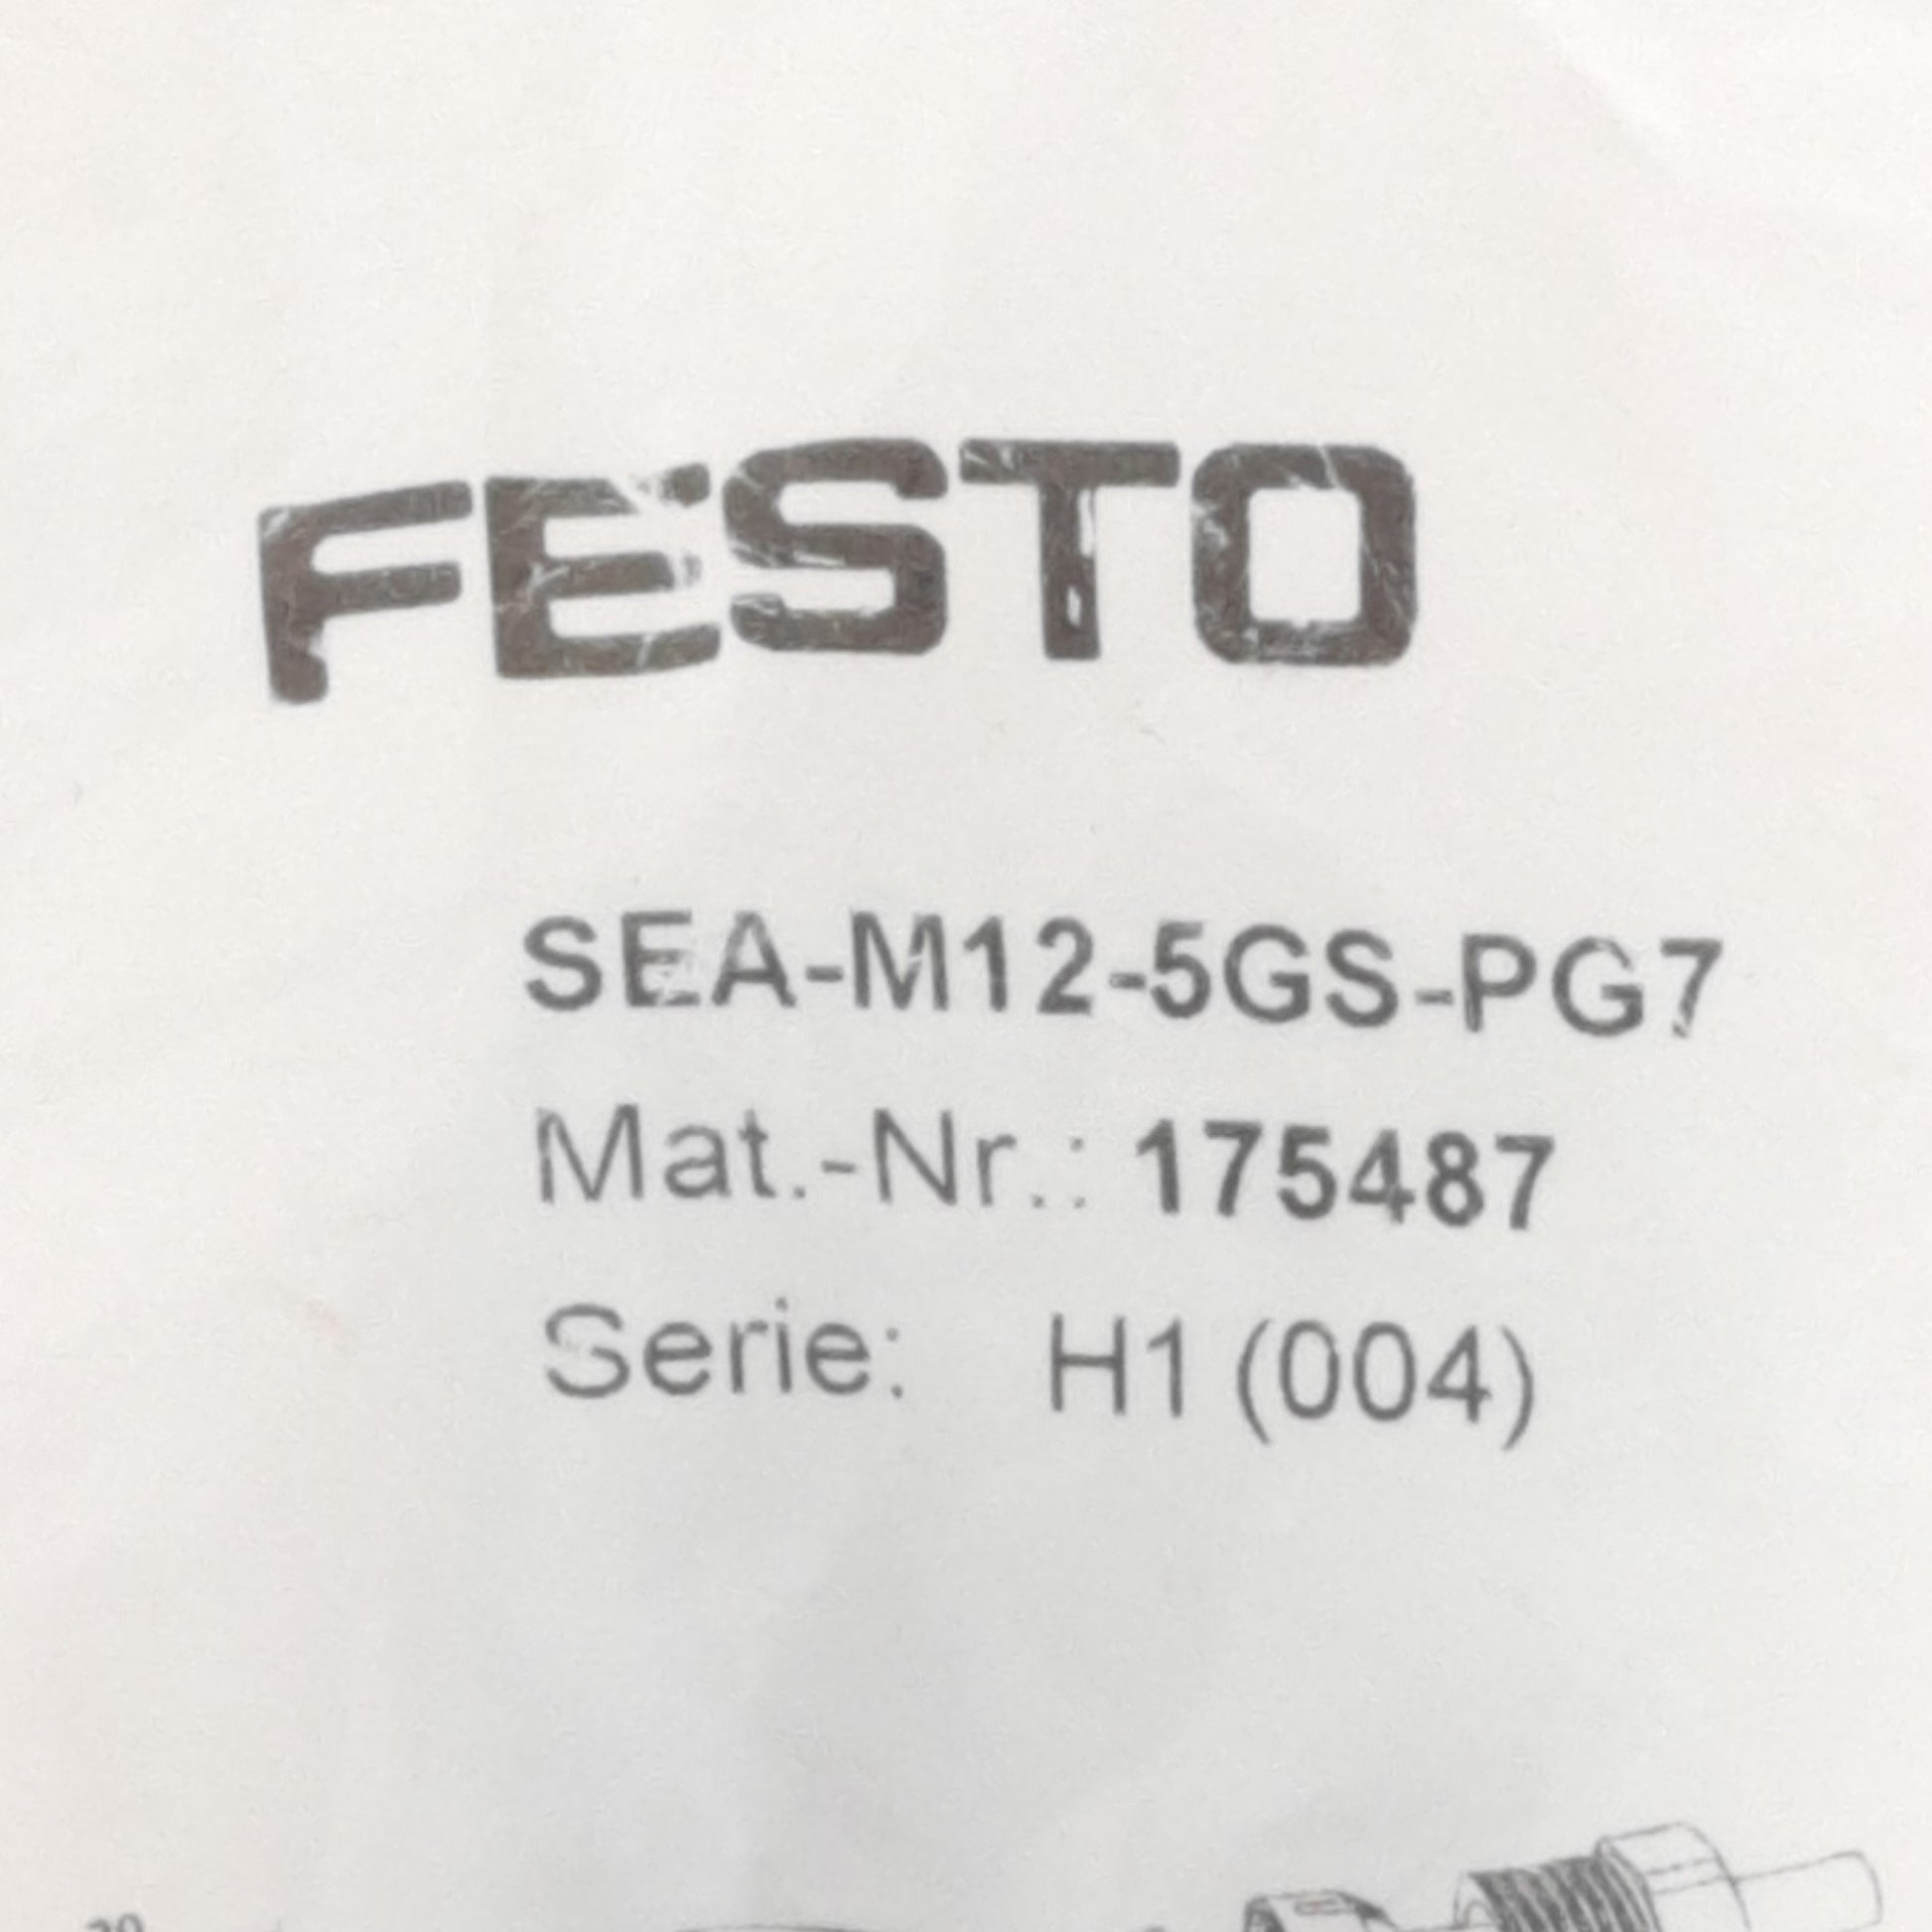 FESTO
SEA-M12-5GS-PG7
Mat.-Nr.: 175487
Serie: H1 (004)